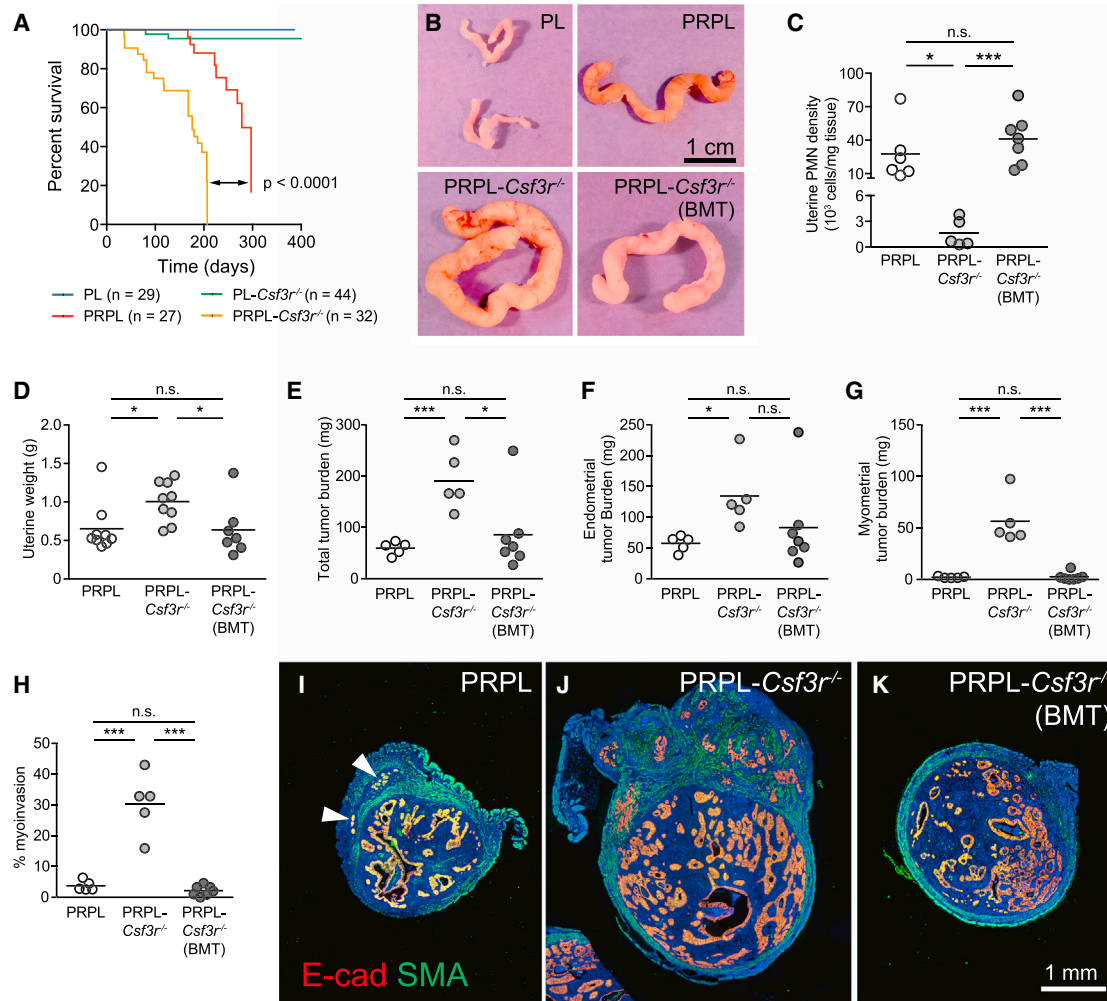 A
Percent survival
100
80
60
40
20
0
p < 0.0001
0 100 200 300 400
Time (days)
PL (n = 29)
PL-Csf3r-/- (n = 44)
PRPL (n = 27)
PRPL-Csf3r-/- (n = 32)
B
PL
PRPL
1 cm
PRPL-Csf3r-/-
PRPL-Csf3r-/-
(BMT)
C
n.s.
* ***
Uterine PMN density
(10³ cells/mg tissue)
100
70
40
10
3
0
PRPL
PRPL-
Csf3r-/-
PRPL-
Csf3r-/-
(BMT)
D
n.s.
* *
Uterine weight (g)
2.0
1.5
1.0
0.5
0
PRPL
PRPL-
Csf3r-/-
PRPL-
Csf3r-/-
(BMT)
E
n.s.
*** *
Total tumor burden (mg)
300
200
100
0
PRPL
PRPL-
Csf3r-/-
PRPL-
Csf3r-/-
(BMT)
F
n.s.
* n.s.
Endometrial
tumor Burden (mg)
250
200
150
100
50
0
PRPL
PRPL-
Csf3r-/-
PRPL-
Csf3r-/-
(BMT)
G
n.s.
*** ***
Myometrial
tumor burden (mg)
150
100
50
0
PRPL
PRPL-
Csf3r-/-
PRPL-
Csf3r-/-
(BMT)
H
n.s.
*** ***
% myoinvasion
50
40
30
20
10
0
PRPL
PRPL-
Csf3r-/-
PRPL-
Csf3r-/-
(BMT)
I
PRPL
E-cad SMA
J
PRPL-Csf3r-/-
K
PRPL-Csf3r-/
(BMT)
1 mm